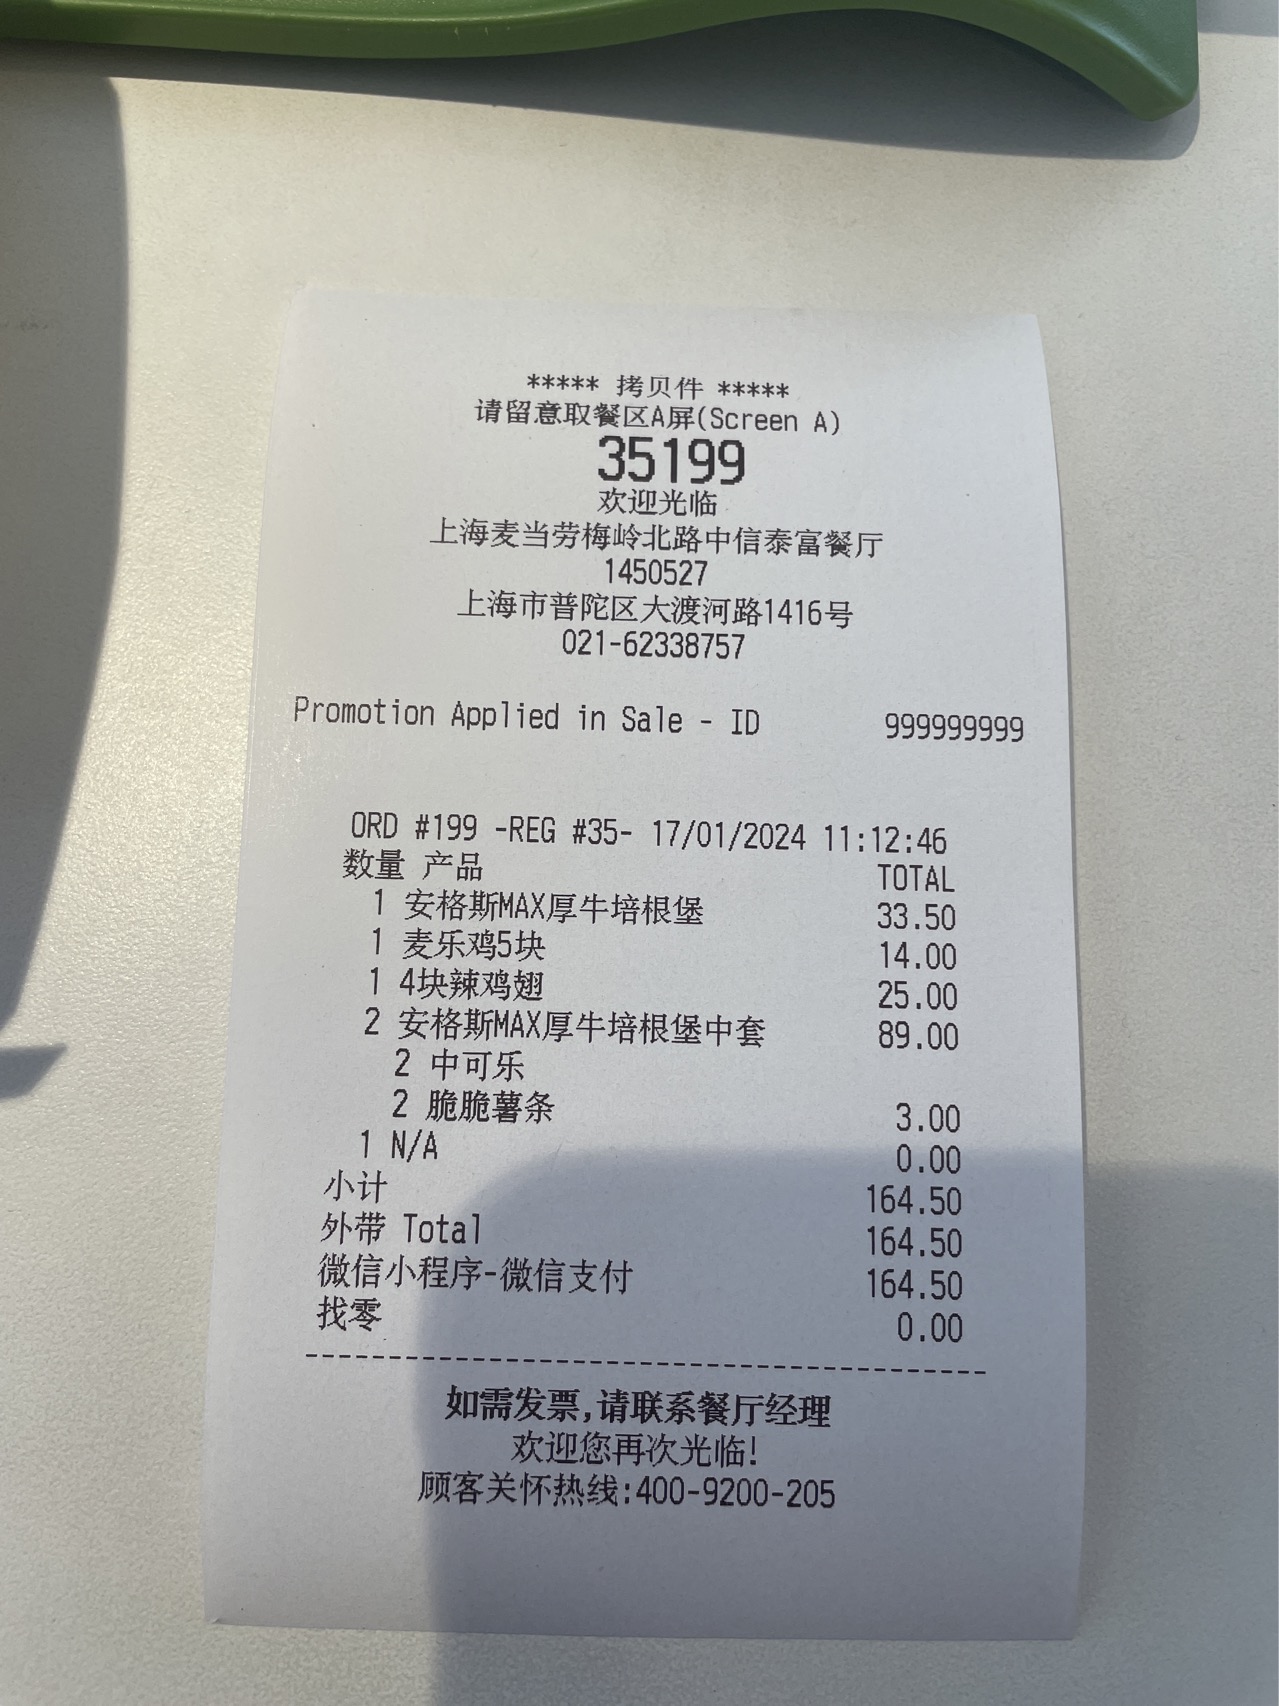 ***** 拷贝件 *****
请留意取餐区A屏(Screen A)
35199
欢迎光临
上海麦当劳梅岭北路中信泰富餐厅
1450527
上海市普陀区大渡河路1416号
021-62338757
Promotion Applied in Sale - ID 999999999
ORD #199 -REG #35- 17/01/2024 11:12:46
数量 产品 TOTAL
1 安格斯MAX厚牛培根堡 33.50
1 麦乐鸡5块 14.00
1 4块辣鸡翅 25.00
2 安格斯MAX厚牛培根堡中套 89.00
2 中可乐
2 脆脆薯条 3.00
1 N/A 0.00
小计 164.50
外带 Total 164.50
微信小程序-微信支付 164.50
找零 0.00
--------------------------------------------
如需发票,请联系餐厅经理
欢迎您再次光临!
顾客关怀热线:400-9200-205